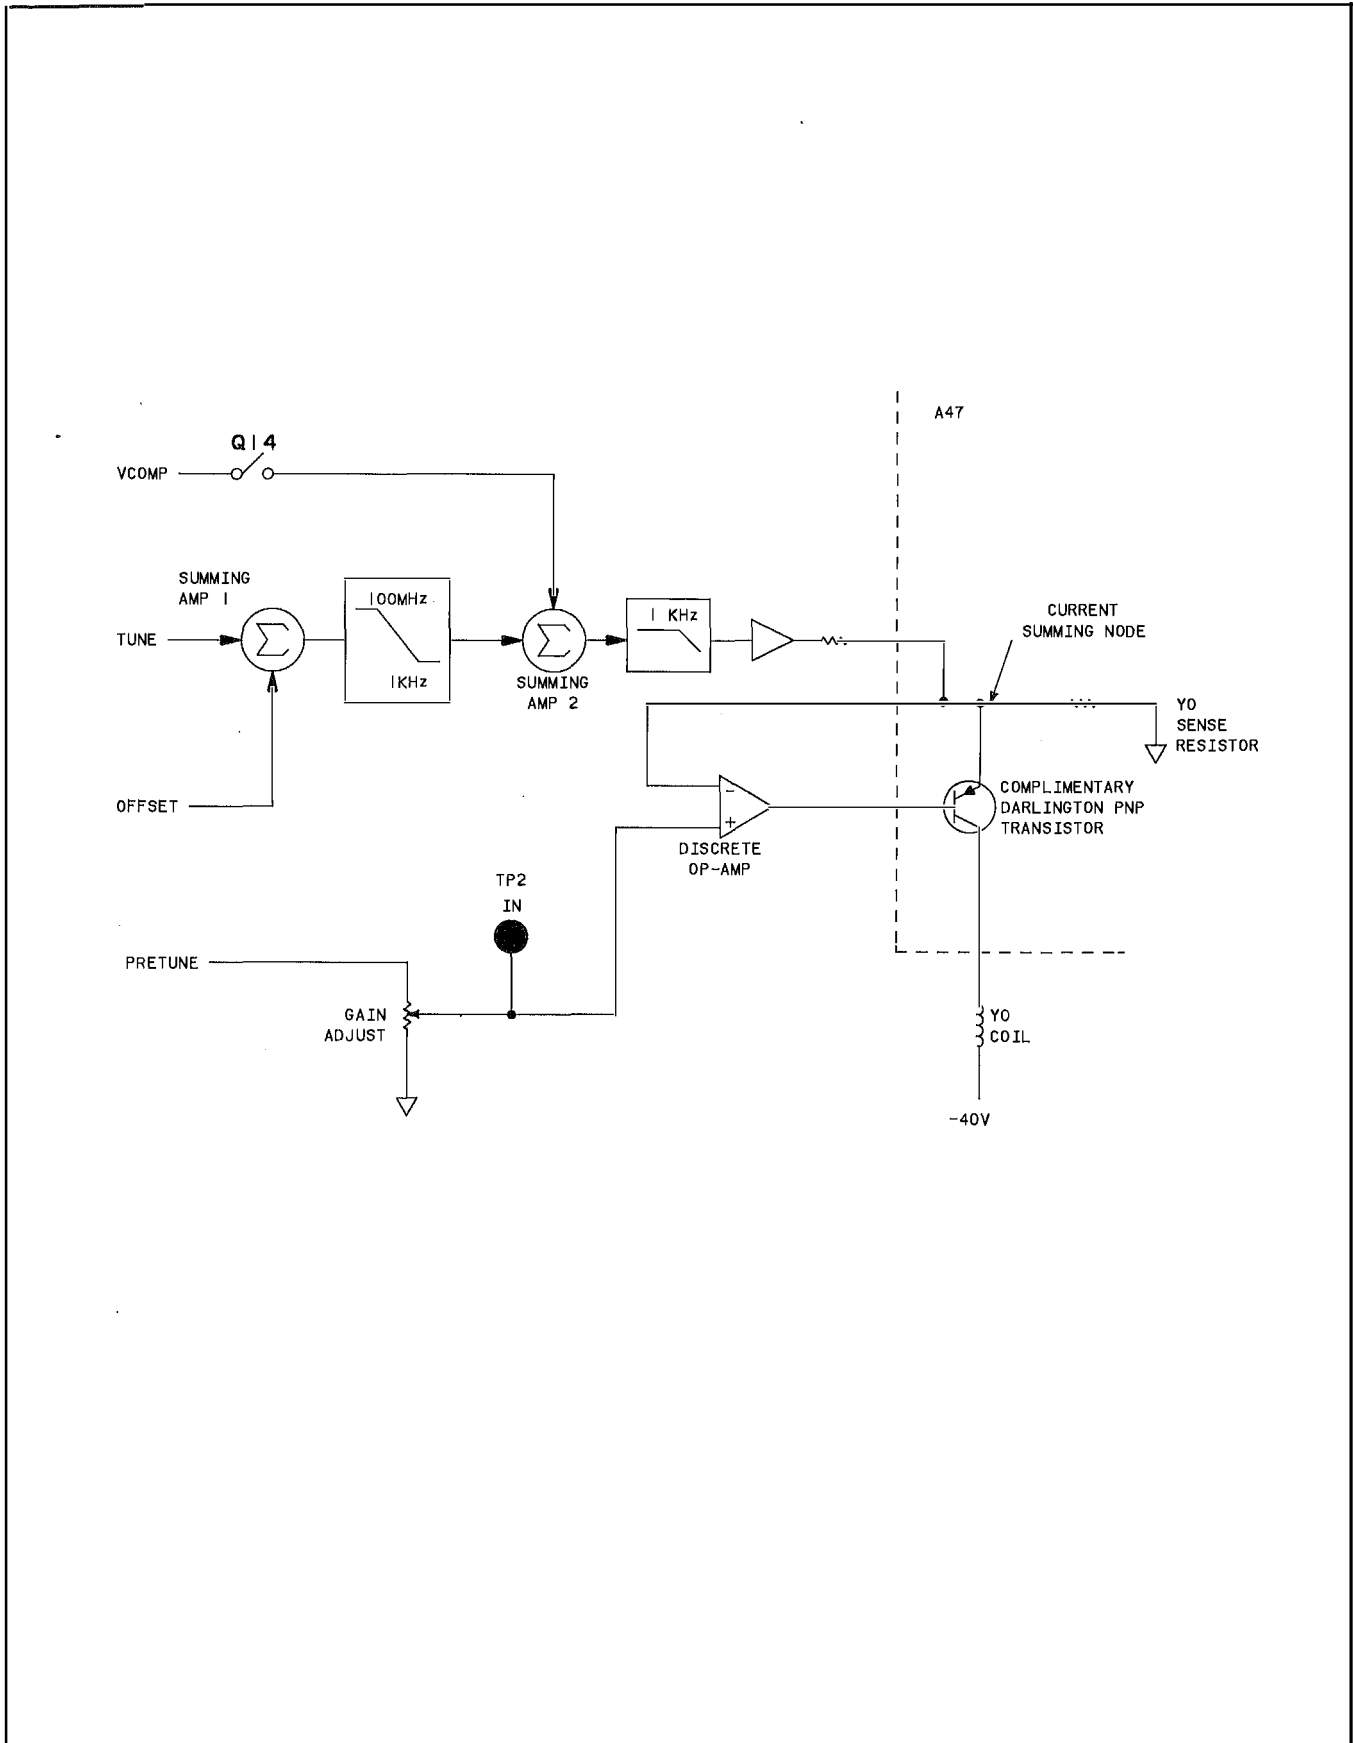 A47
Q14
VCOMP
SUMMING
AMP 1
100MHz
1 KHz
CURRENT
SUMMING NODE
TUNE
Σ
Σ
1KHz
SUMMING
AMP 2
YO
SENSE
RESISTOR
OFFSET
−
+
COMPLIMENTARY
DARLINGTON PNP
TRANSISTOR
DISCRETE
OP-AMP
TP2
IN
PRETUNE
GAIN
ADJUST
YO
COIL
-40V